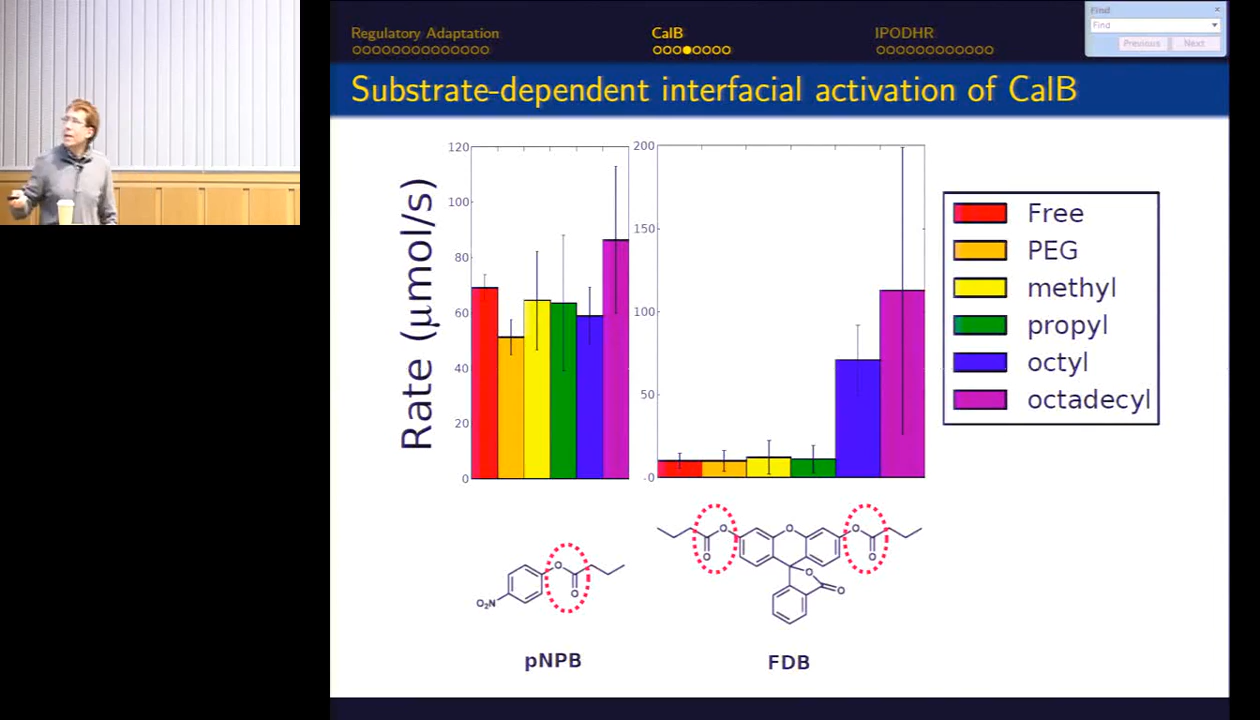 Regulatory Adaptation
CalB
IPODHR
Find
Find
Previous
Next
Substrate-dependent interfacial activation of CalB
Rate (μmol/s)
120
100
80
60
40
20
0
200
150
100
50
0
Free
PEG
methyl
propyl
octyl
octadecyl
O
O
O₂N
O
O
O
O
O
O
O
pNPB
FDB